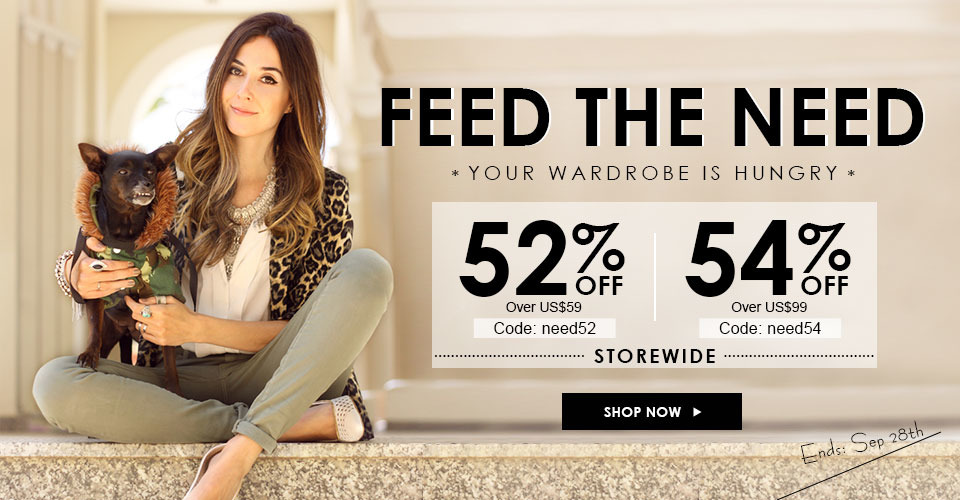 FEED THE NEED
* YOUR WARDROBE IS HUNGRY *
52% OFF
Over US$59
Code: need52
54% OFF
Over US$99
Code: need54
STOREWIDE
SHOP NOW
Ends: Sep 28th